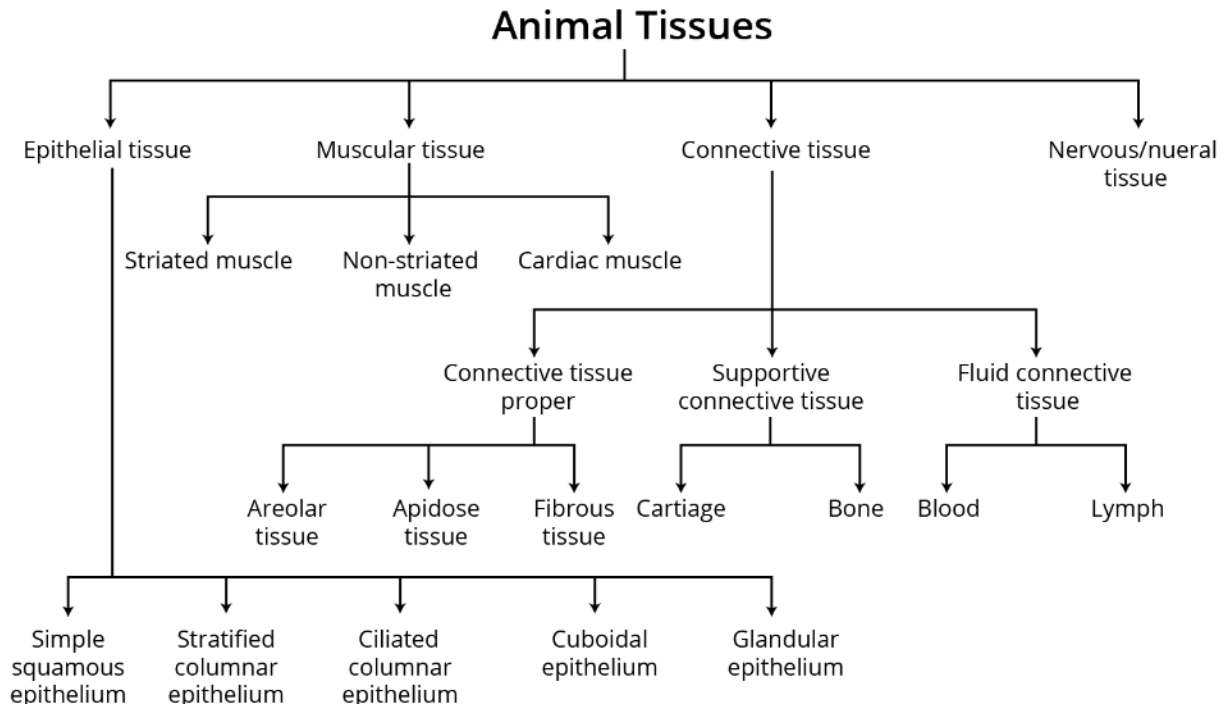 Animal Tissues
Epithelial tissue
Muscular tissue
Connective tissue
Nervous/nueral
tissue
Striated muscle
Non-striated
muscle
Cardiac muscle
Connective tissue
proper
Supportive
connective tissue
Fluid connective
tissue
Areolar
tissue
Apidose
tissue
Fibrous
tissue
Cartiage
Bone
Blood
Lymph
Simple
squamous
epithelium
Stratified
columnar
epithelium
Ciliated
columnar
epithelium
Cuboidal
epithelium
Glandular
epithelium